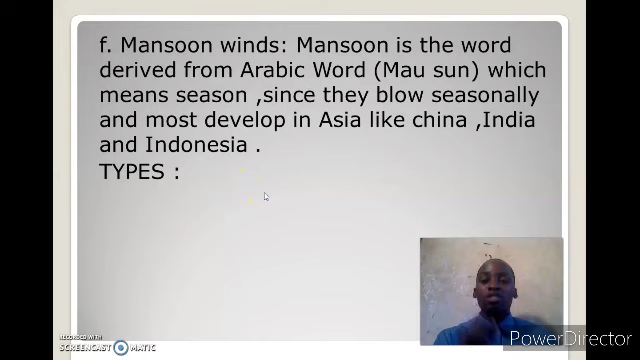 f. Mansoon winds: Mansoon is the word
derived from Arabic Word (Mau sun) which
means season ,since they blow seasonally
and most develop in Asia like china ,India
and Indonesia .
TYPES :
RECORDED WITH
SCREENCAST MATIC
PowerDirector